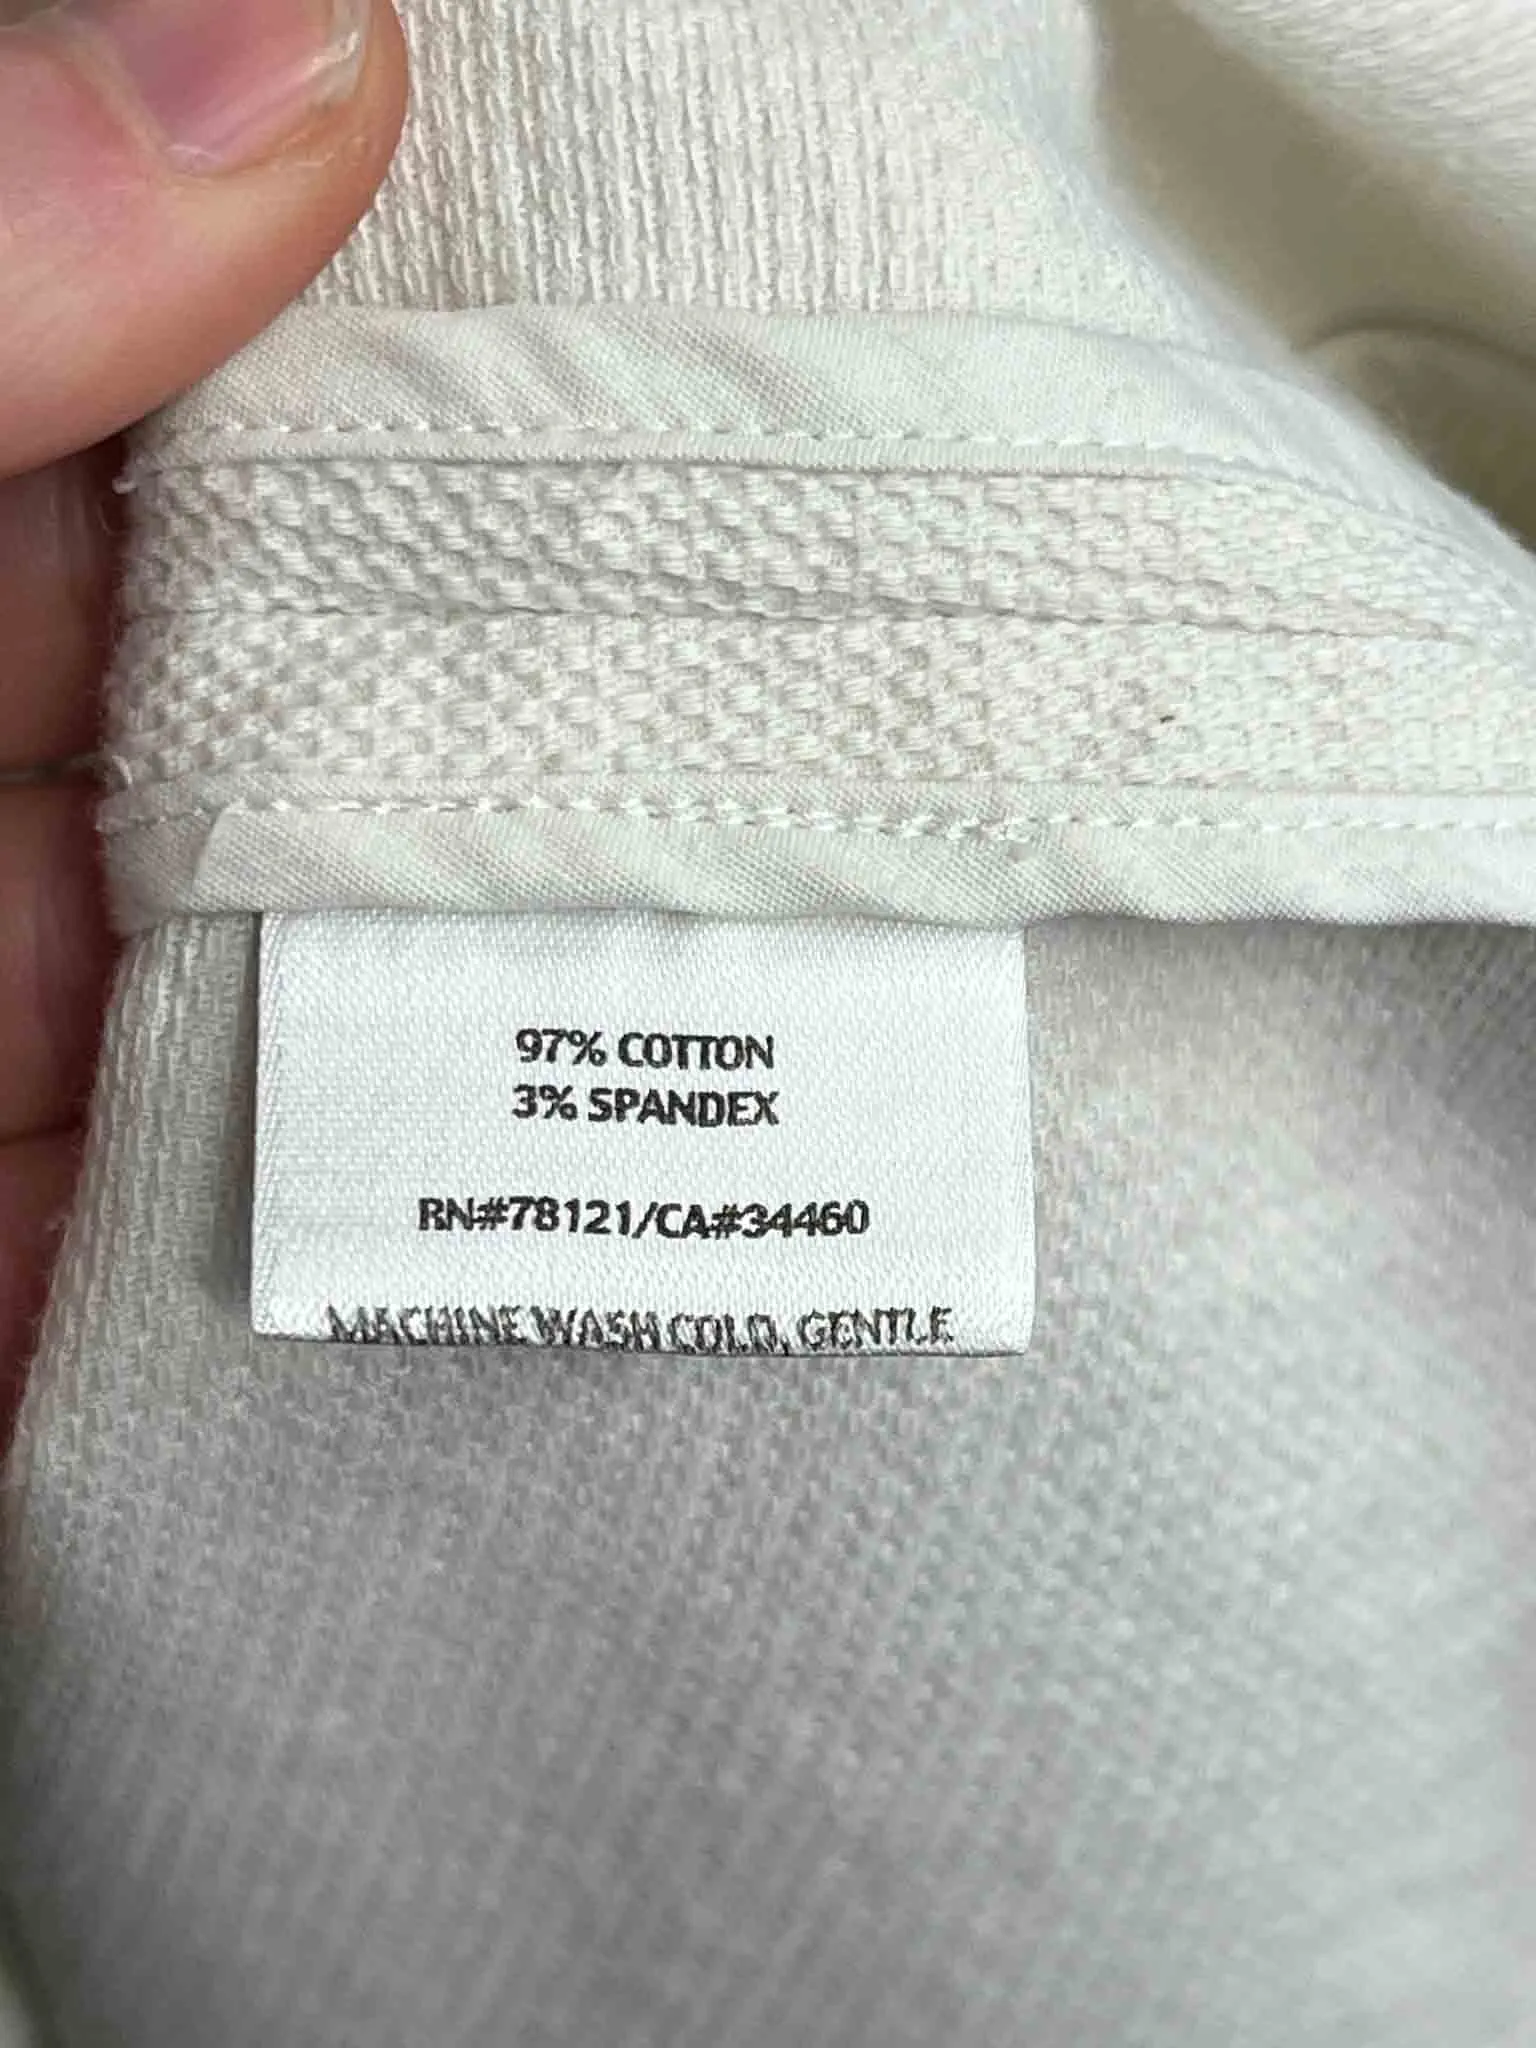 97% COTTON
3% SPANDEX
RN#78121/CA#34460
MACHINE WASH COLD, GENTLE